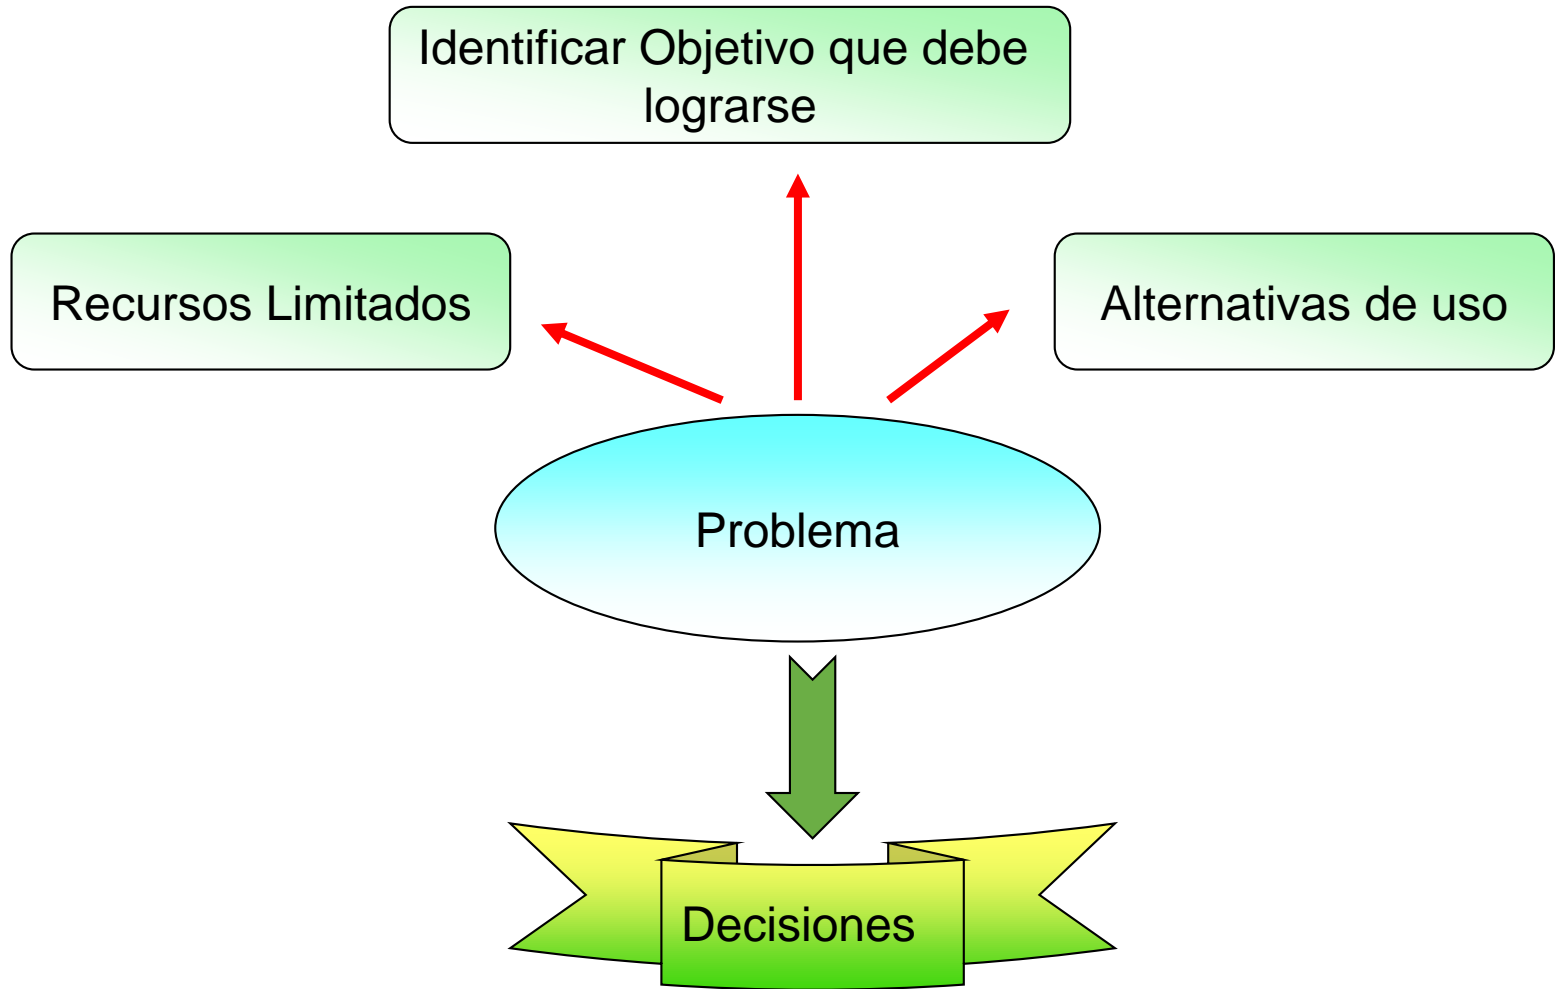 Identificar Objetivo que debe
lograrse
Recursos Limitados
Alternativas de uso
Problema
Decisiones